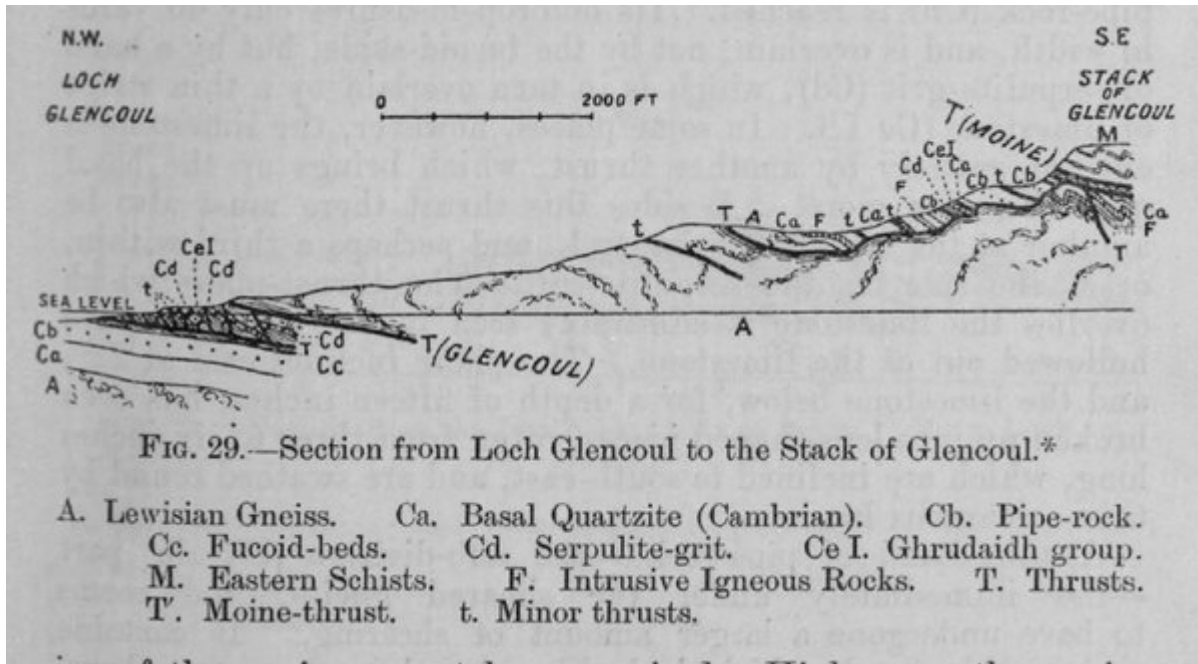 N.W.
LOCH
GLENCOUL
S.E
STACK
OF
GLENCOUL
0 2000 FT
T (MOINE)
M
CeI
Cd Ca
F Cb t Cb
t T A Ca F t Ca t
Ca
F
T
CeI
Cd Cd
t
SEA LEVEL
Cb
Cd
T T (GLENCOUL)
A
Ca
Cc
A
FIG. 29.—Section from Loch Glencoul to the Stack of Glencoul.*
A. Lewisian Gneiss. Ca. Basal Quartzite (Cambrian). Cb. Pipe-rock.
Cc. Fucoid-beds. Cd. Serpulite-grit. Ce I. Ghrudaidh group.
M. Eastern Schists. F. Intrusive Igneous Rocks. T. Thrusts.
T'. Moine-thrust. t. Minor thrusts.